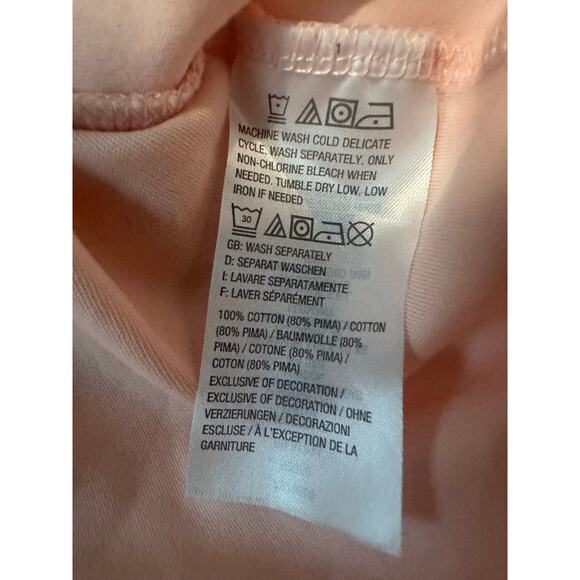 1
MACHINE WASH COLD DELICATE
CYCLE. WASH SEPARATELY. ONLY
NON-CHLORINE BLEACH WHEN
NEEDED. TUMBLE DRY LOW. LOW
IRON IF NEEDED
30
GB: WASH SEPARATELY
D: SEPARAT WASCHEN
I: LAVARE SEPARATAMENTE
F: LAVER SÉPARÉMENT
100% COTTON (80% PIMA) / COTTON
(80% PIMA) / BAUMWOLLE (80%
PIMA) / COTONE (80% PIMA) /
COTON (80% PIMA)
EXCLUSIVE OF DECORATION /
EXCLUSIVE OF DECORATION / OHNE
VERZIERUNGEN / DECORAZIONI
ESCLUSE / À L'EXCEPTION DE LA
GARNITURE